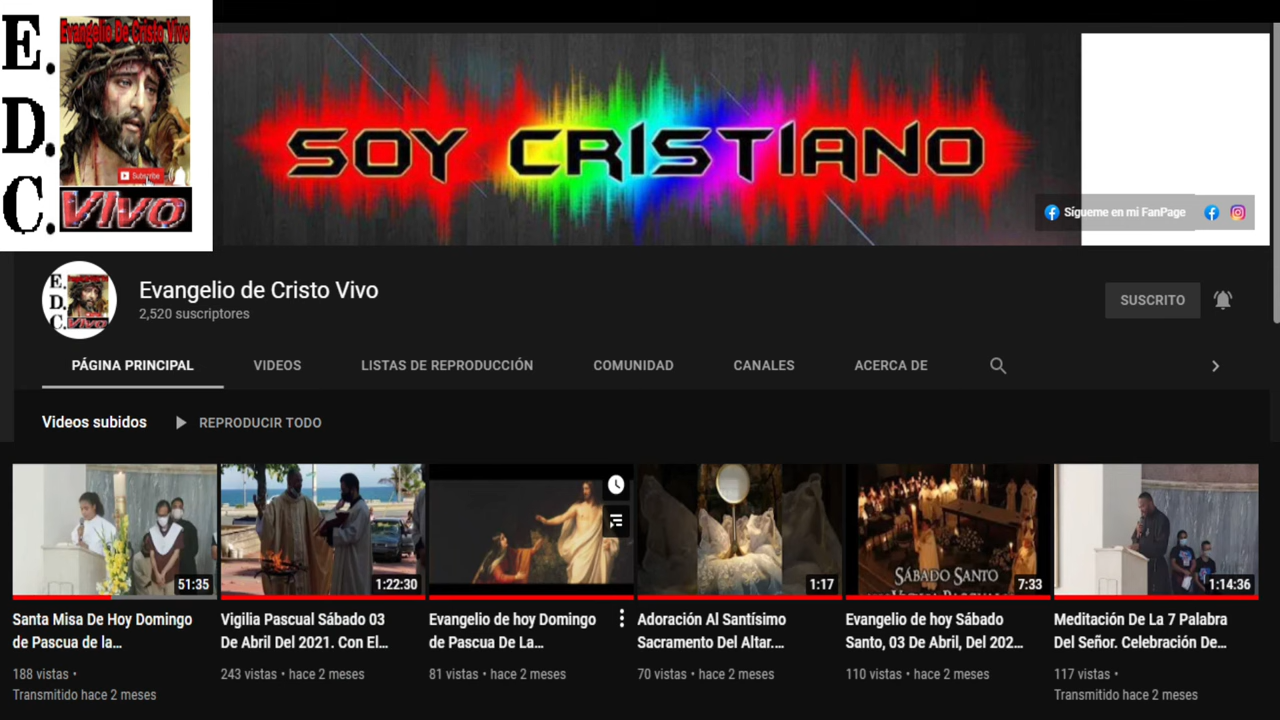 E.
D.
C.
Evangelio De Cristo Vivo
Subscribe
Vivo
SOY CRISTIANO
Sígueme en mi FanPage
E.
D.
C.
Vivo
Evangelio de Cristo Vivo
2,520 suscriptores
SUSCRITO
PÁGINA PRINCIPAL VIDEOS LISTAS DE REPRODUCCIÓN COMUNIDAD CANALES ACERCA DE
Videos subidos REPRODUCIR TODO
SÁBADO SANTO
51:35 1:22:30 1:17 7:33 1:14:36
Santa Misa De Hoy Domingo
de Pascua de la...
188 vistas •
Transmitido hace 2 meses
Vigilia Pascual Sábado 03
De Abril Del 2021. Con El...
243 vistas • hace 2 meses
Evangelio de hoy Domingo
de Pascua De La...
81 vistas • hace 2 meses
Adoración Al Santísimo
Sacramento Del Altar....
70 vistas • hace 2 meses
Evangelio de hoy Sábado
Santo, 03 De Abril, Del 202...
110 vistas • hace 2 meses
Meditación De La 7 Palabra
Del Señor. Celebración De...
117 vistas •
Transmitido hace 2 meses